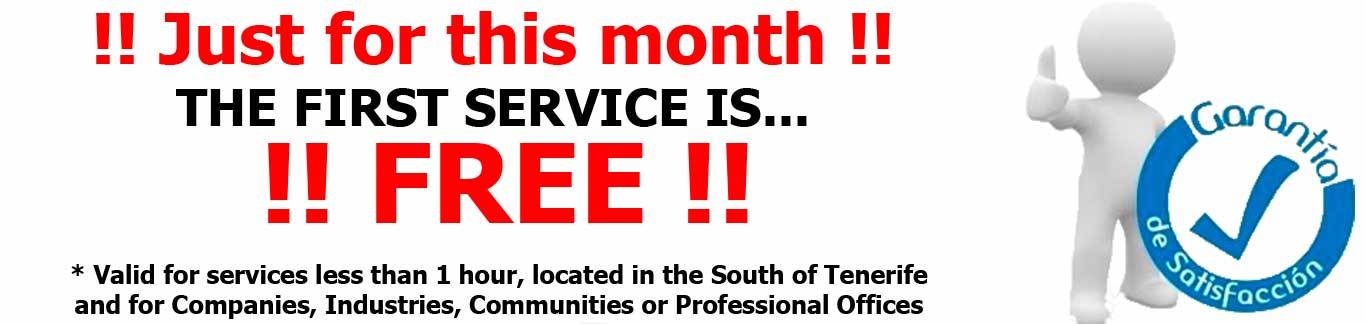 !! Just for this month !!
THE FIRST SERVICE IS...
!! FREE !!
* Valid for services less than 1 hour, located in the South of Tenerife
and for Companies, Industries, Communities or Professional Offices
Garantía
de Satisfacción